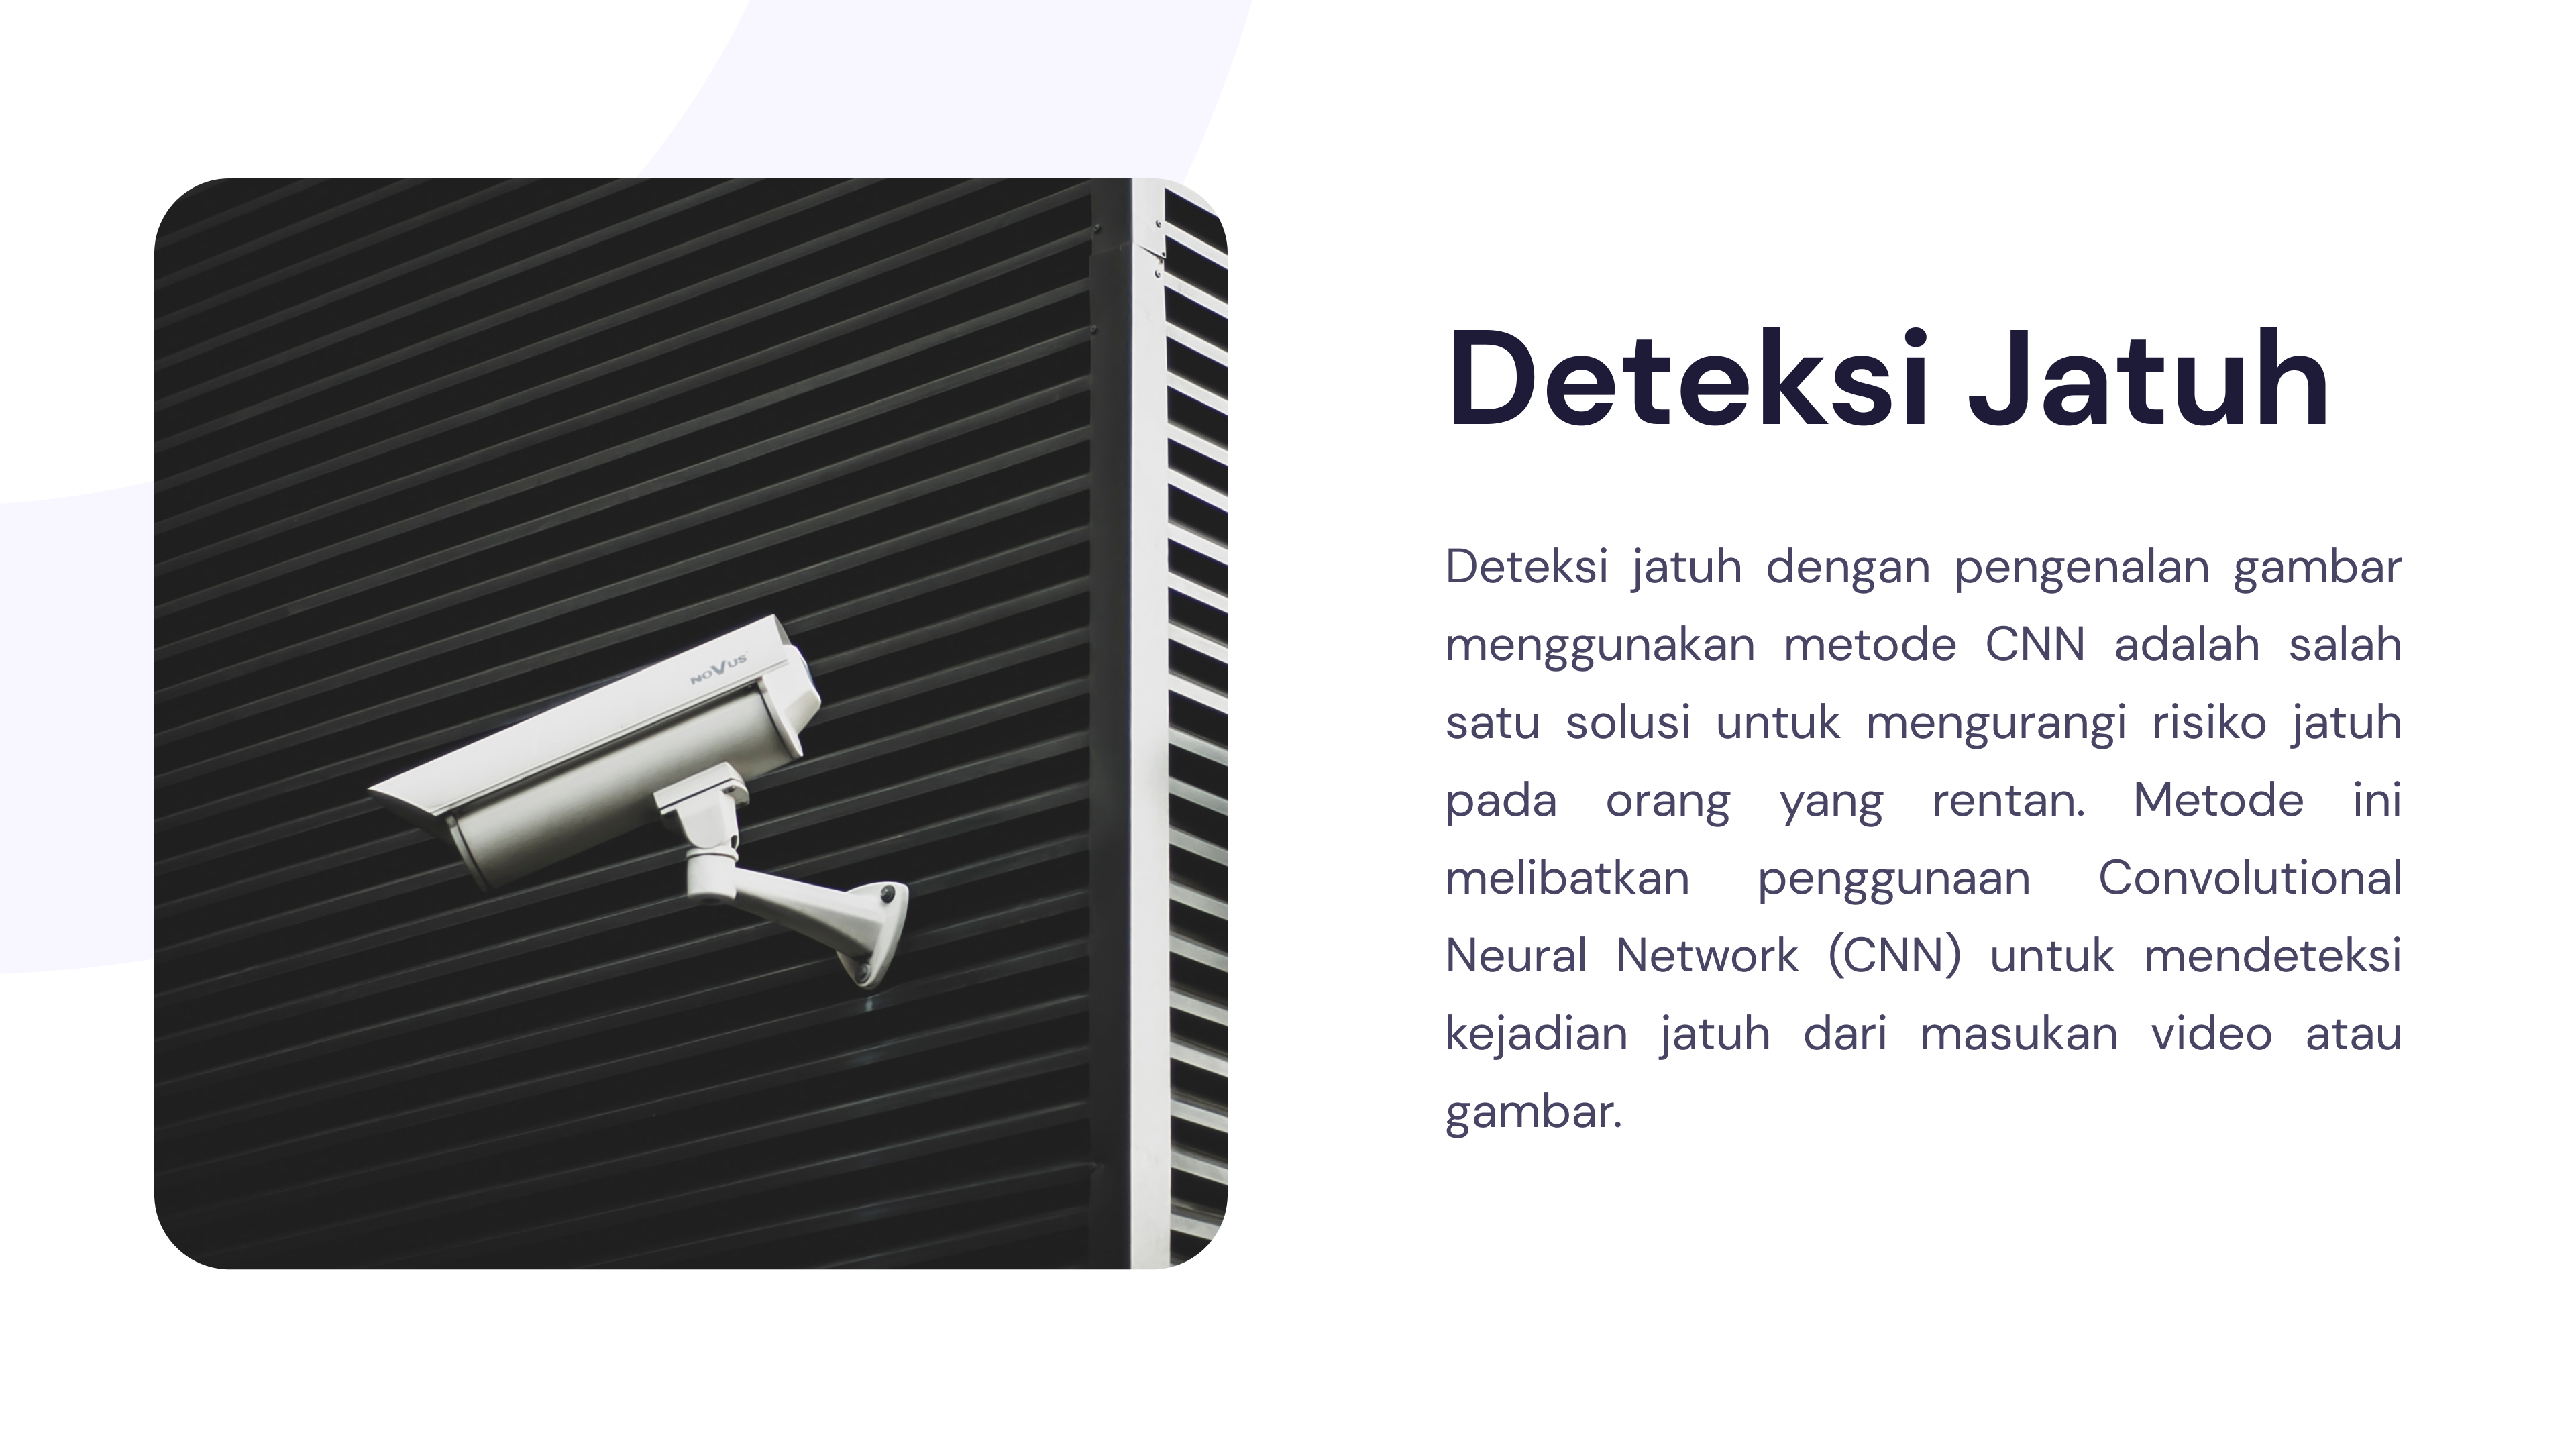 NOVUS
Deteksi Jatuh
Deteksi jatuh dengan pengenalan gambar
menggunakan metode CNN adalah salah
satu solusi untuk mengurangi risiko jatuh
pada orang yang rentan. Metode ini
melibatkan penggunaan Convolutional
Neural Network (CNN) untuk mendeteksi
kejadian jatuh dari masukan video atau
gambar.